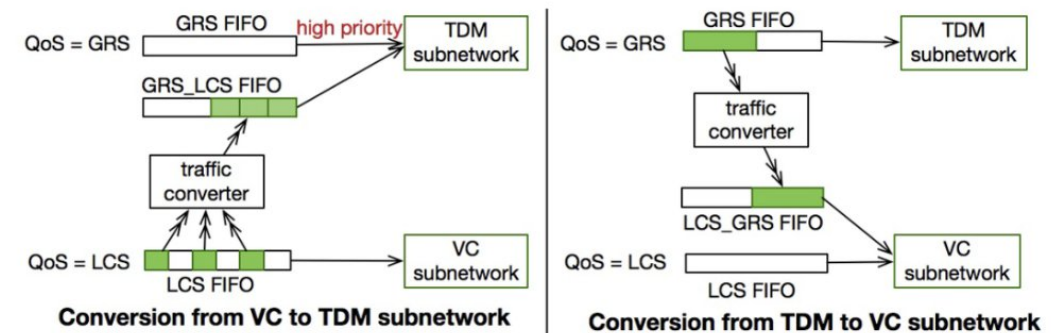 GRS FIFO
QoS = GRS
high priority
TDM
subnetwork
GRS_LCS FIFO
traffic
converter
QoS = LCS
LCS FIFO
VC
subnetwork
Conversion from VC to TDM subnetwork
GRS FIFO
QoS = GRS
TDM
subnetwork
traffic
converter
LCS_GRS FIFO
QoS = LCS
LCS FIFO
VC
subnetwork
Conversion from TDM to VC subnetwork